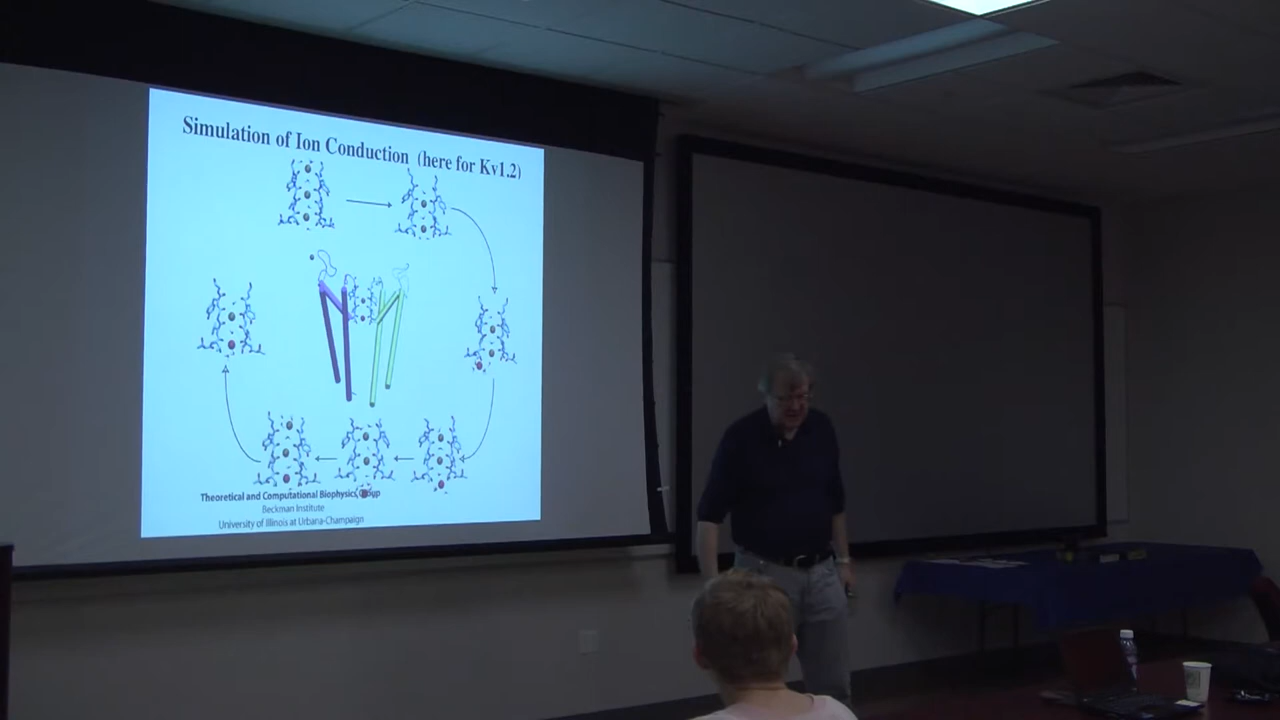 Simulation of Ion Conduction (here for Kv1.2)
Theoretical and Computational Biophysics Group
Beckman Institute
University of Illinois at Urbana-Champaign